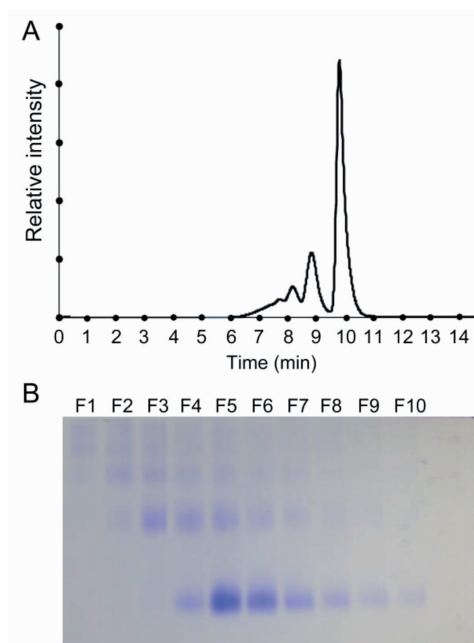 A
Relative intensity
0 1 2 3 4 5 6 7 8 9 10 11 12 13 14
Time (min)
B
F1 F2 F3 F4 F5 F6 F7 F8 F9 F10